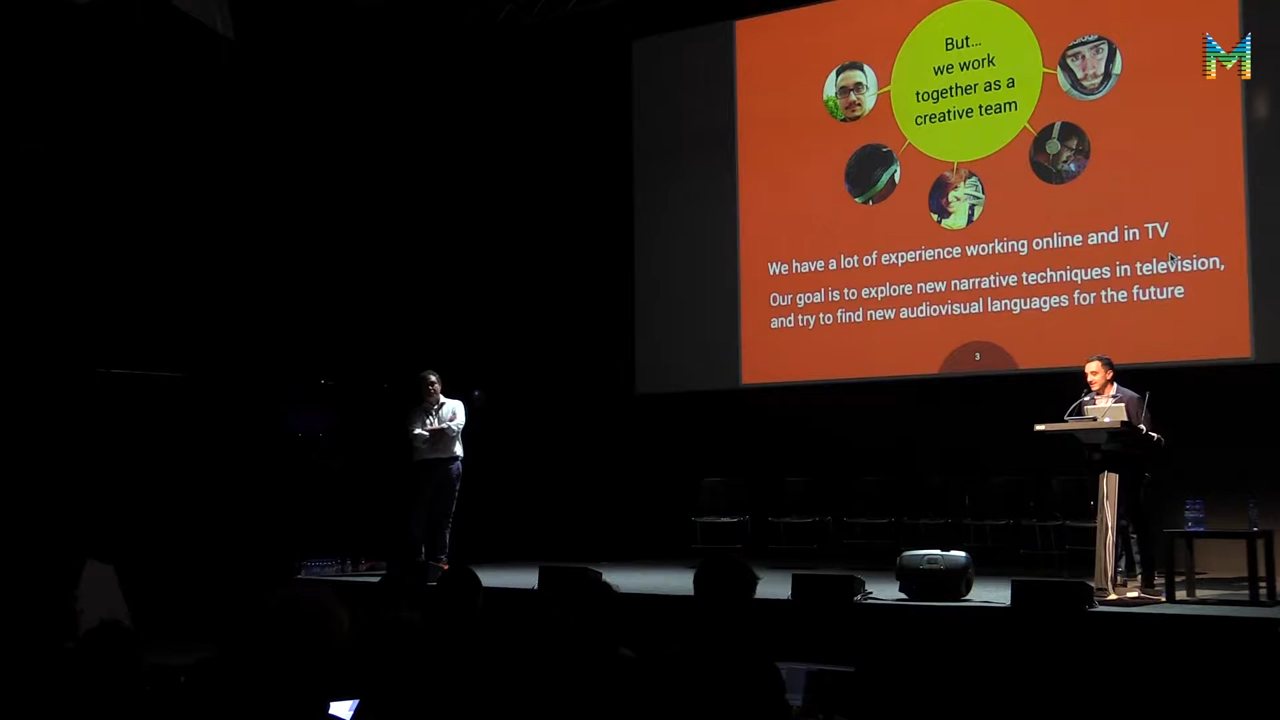 But...
we work
together as a
creative team
We have a lot of experience working online and in TV
Our goal is to explore new narrative techniques in television,
and try to find new audiovisual languages for the future
3
M